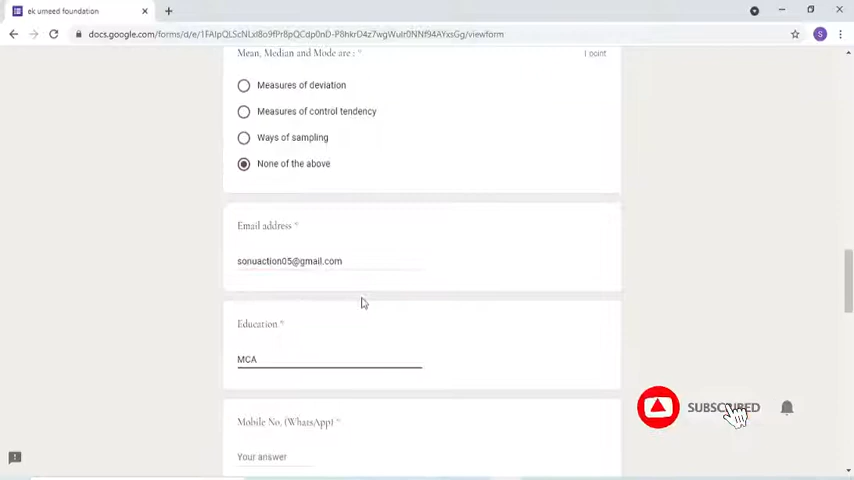 ek umeed foundation
docs.google.com/forms/d/e/1FAIpQLScNLxI8o9fPr8pQCdp0nD-P8hkrD4z7wgWuIr0NNf94AYxsGg/viewform
S
Mean, Median and Mode are : *
1 point
Measures of deviation
Measures of control tendency
Ways of sampling
None of the above
Email address *
sonuaction05@gmail.com
Education *
MCA
SUBSCRIBED
Mobile No. (WhatsApp) *
Your answer